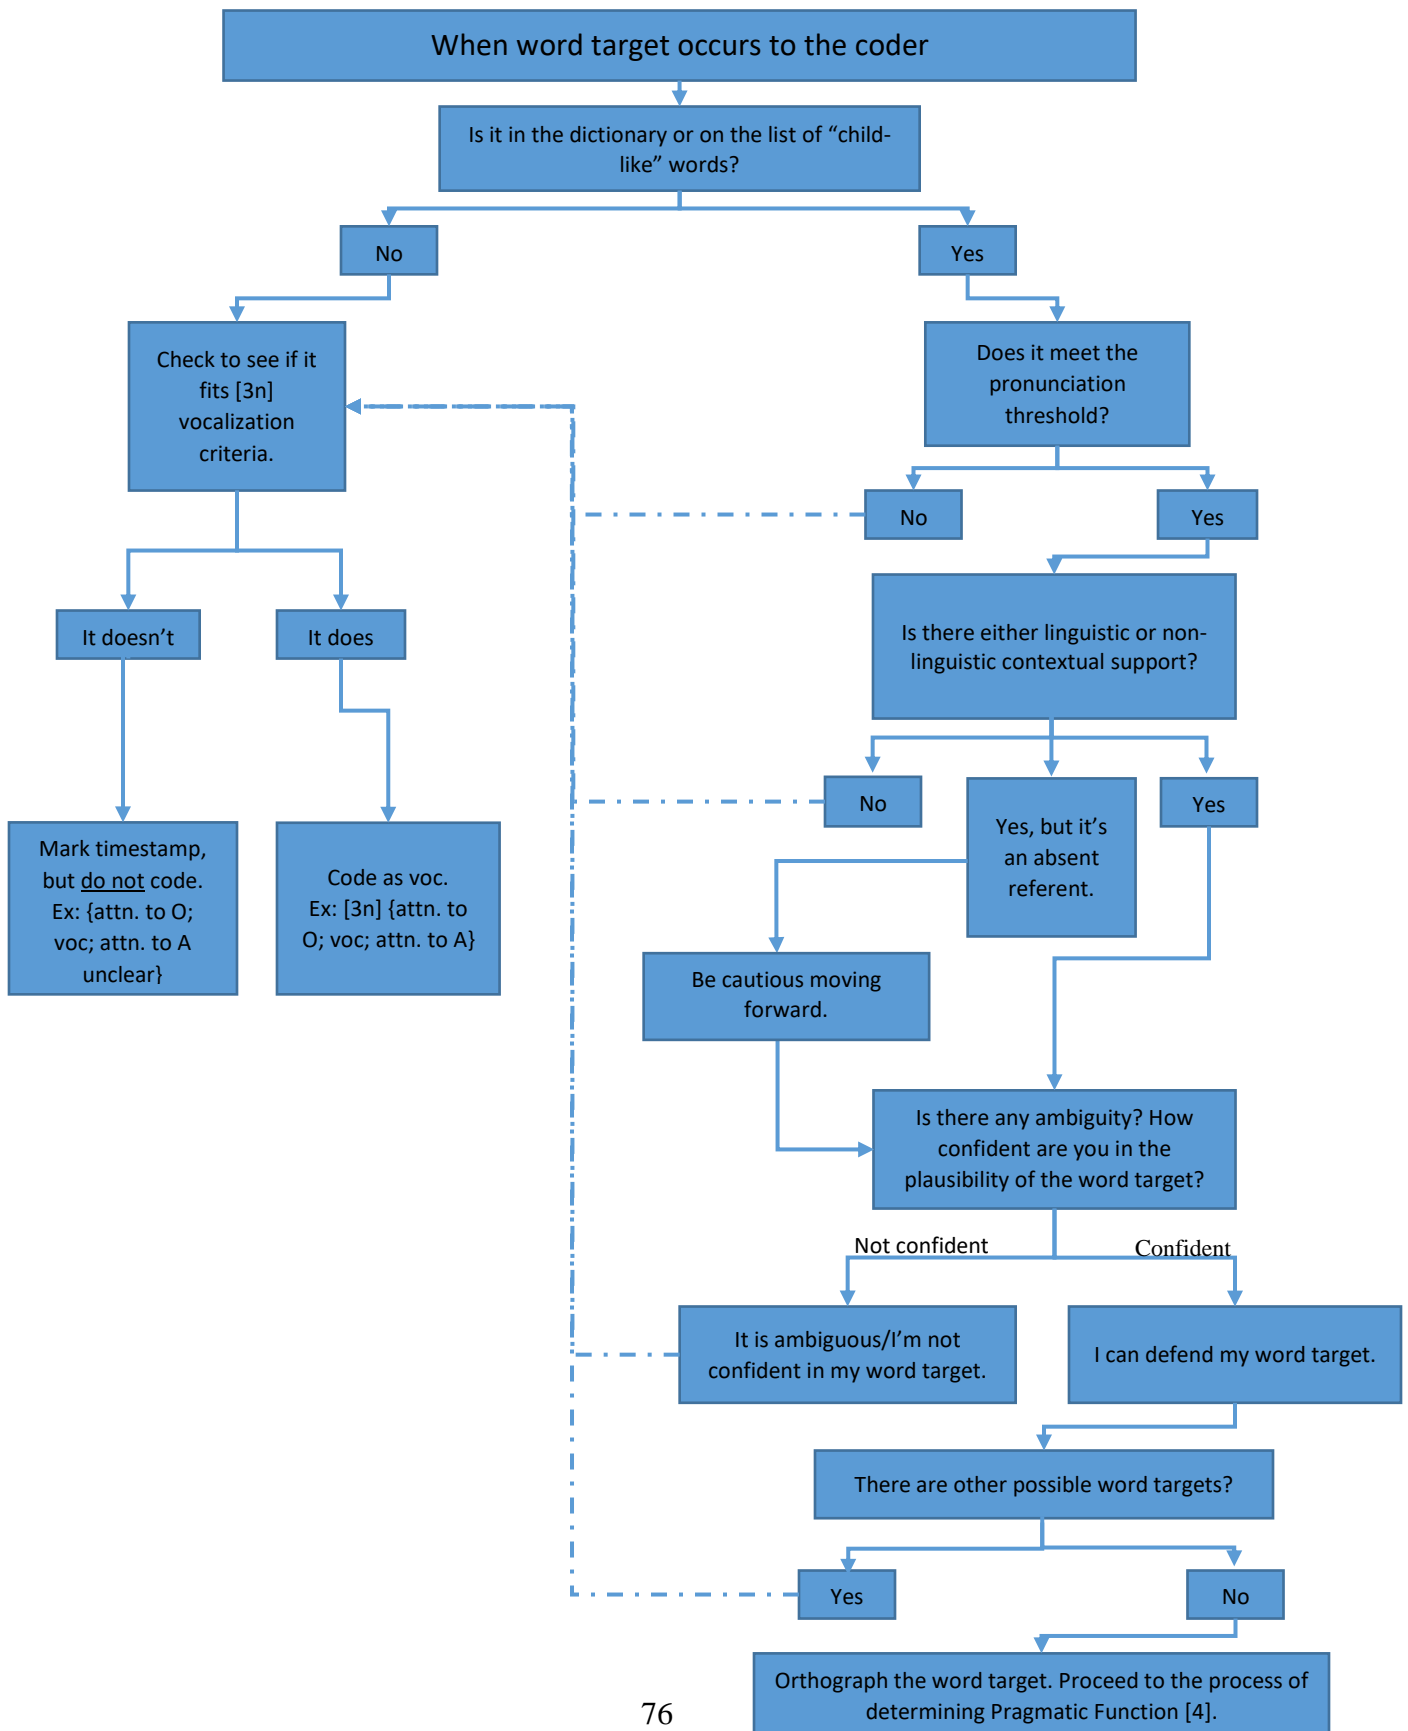 When word target occurs to the coder
Is it in the dictionary or on the list of “child-
like” words?
No
Yes
Check to see if it
fits [3n]
vocalization
criteria.
Does it meet the
pronunciation
threshold?
No
Yes
It doesn’t
It does
Is there either linguistic or non-
linguistic contextual support?
No
Yes, but it’s
an absent
referent.
Yes
Mark timestamp,
but do not code.
Ex: {attn. to O;
voc; attn. to A
unclear}
Code as voc.
Ex: [3n] {attn. to
O; voc; attn. to A}
Be cautious moving
forward.
Is there any ambiguity? How
confident are you in the
plausibility of the word target?
Not confident
Confident
It is ambiguous/I’m not
confident in my word target.
I can defend my word target.
There are other possible word targets?
Yes
No
Orthograph the word target. Proceed to the process of
determining Pragmatic Function [4].
76